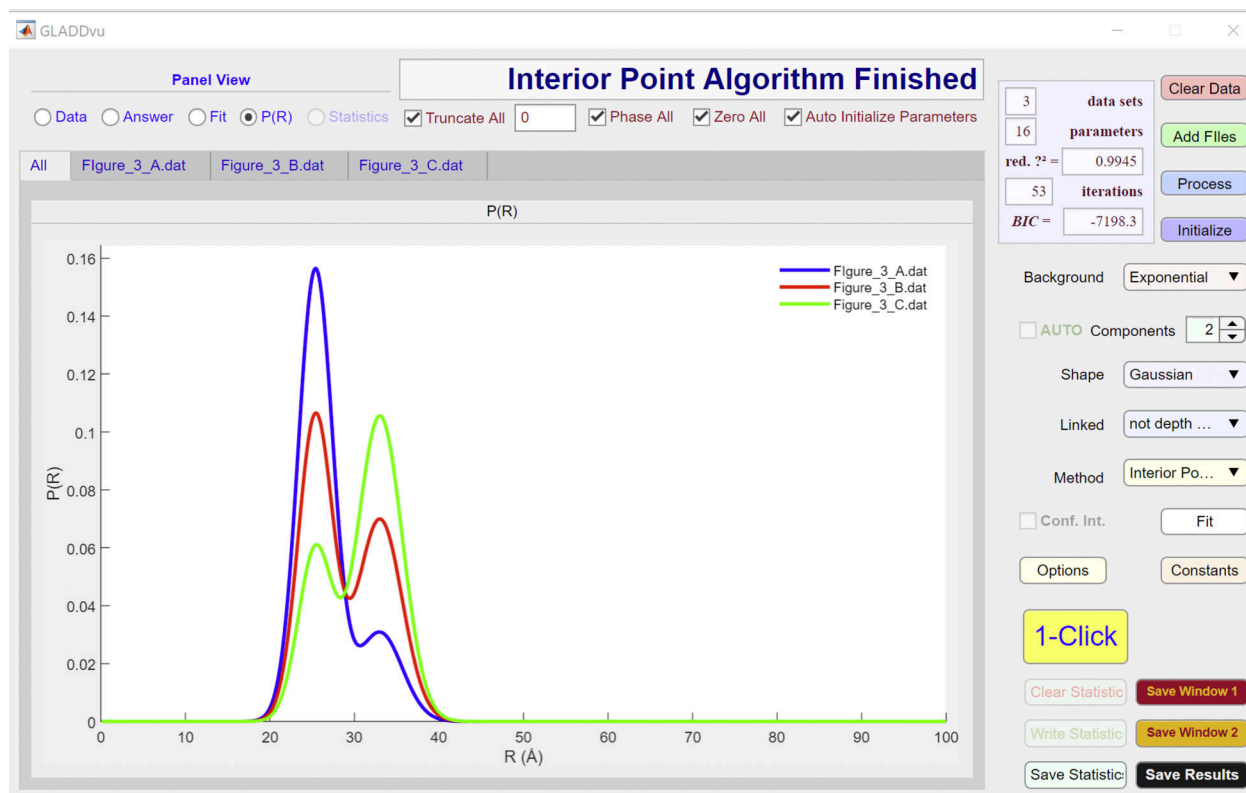 GLADDvu
Panel View
Interior Point Algorithm Finished
Data Answer Fit P(R) Statistics Truncate All 0 Phase All Zero All Auto Initialize Parameters
All FIgure_3_A.dat Figure_3_B.dat Figure_3_C.dat
P(R)
0.16
0.14
0.12
0.1
0.08
0.06
0.04
0.02
0
P(R)
0 10 20 30 40 50 60 70 80 90 100
R (Å)
FIgure_3_A.dat
Figure_3_B.dat
Figure_3_C.dat
3 data sets
16 parameters
red. ?² = 0.9945
53 iterations
BIC = -7198.3
Clear Data
Add FIles
Process
Initialize
Background Exponential
AUTO Components 2
Shape Gaussian
Linked not depth ...
Method Interior Po...
Conf. Int. Fit
Options Constants
1-Click
Clear Statistic Save Window 1
Write Statistic Save Window 2
Save Statistic Save Results